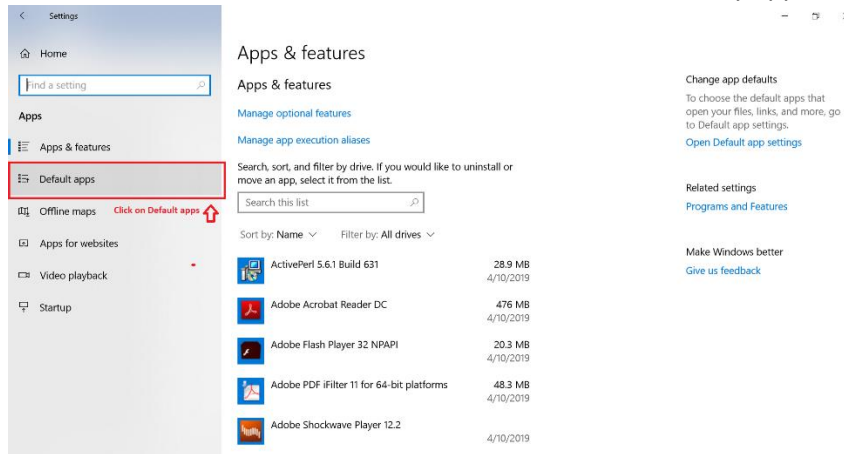 Settings
Home
Find a setting
Apps
Apps & features
Default apps
Offline maps
Click on Default apps
Apps for websites
Video playback
Startup
Apps & features
Apps & features
Manage optional features
Manage app execution aliases
Search, sort, and filter by drive. If you would like to uninstall or
move an app, select it from the list.
Search this list
Sort by: Name
Filter by: All drives
ActivePerl 5.6.1 Build 631
28.9 MB
4/10/2019
Adobe Acrobat Reader DC
476 MB
4/10/2019
Adobe Flash Player 32 NPAPI
20.3 MB
4/10/2019
Adobe PDF iFilter 11 for 64-bit platforms
48.3 MB
4/10/2019
Adobe Shockwave Player 12.2
4/10/2019
Change app defaults
To choose the default apps that
open your files, links, and more, go
to Default app settings.
Open Default app settings
Related settings
Programs and Features
Make Windows better
Give us feedback